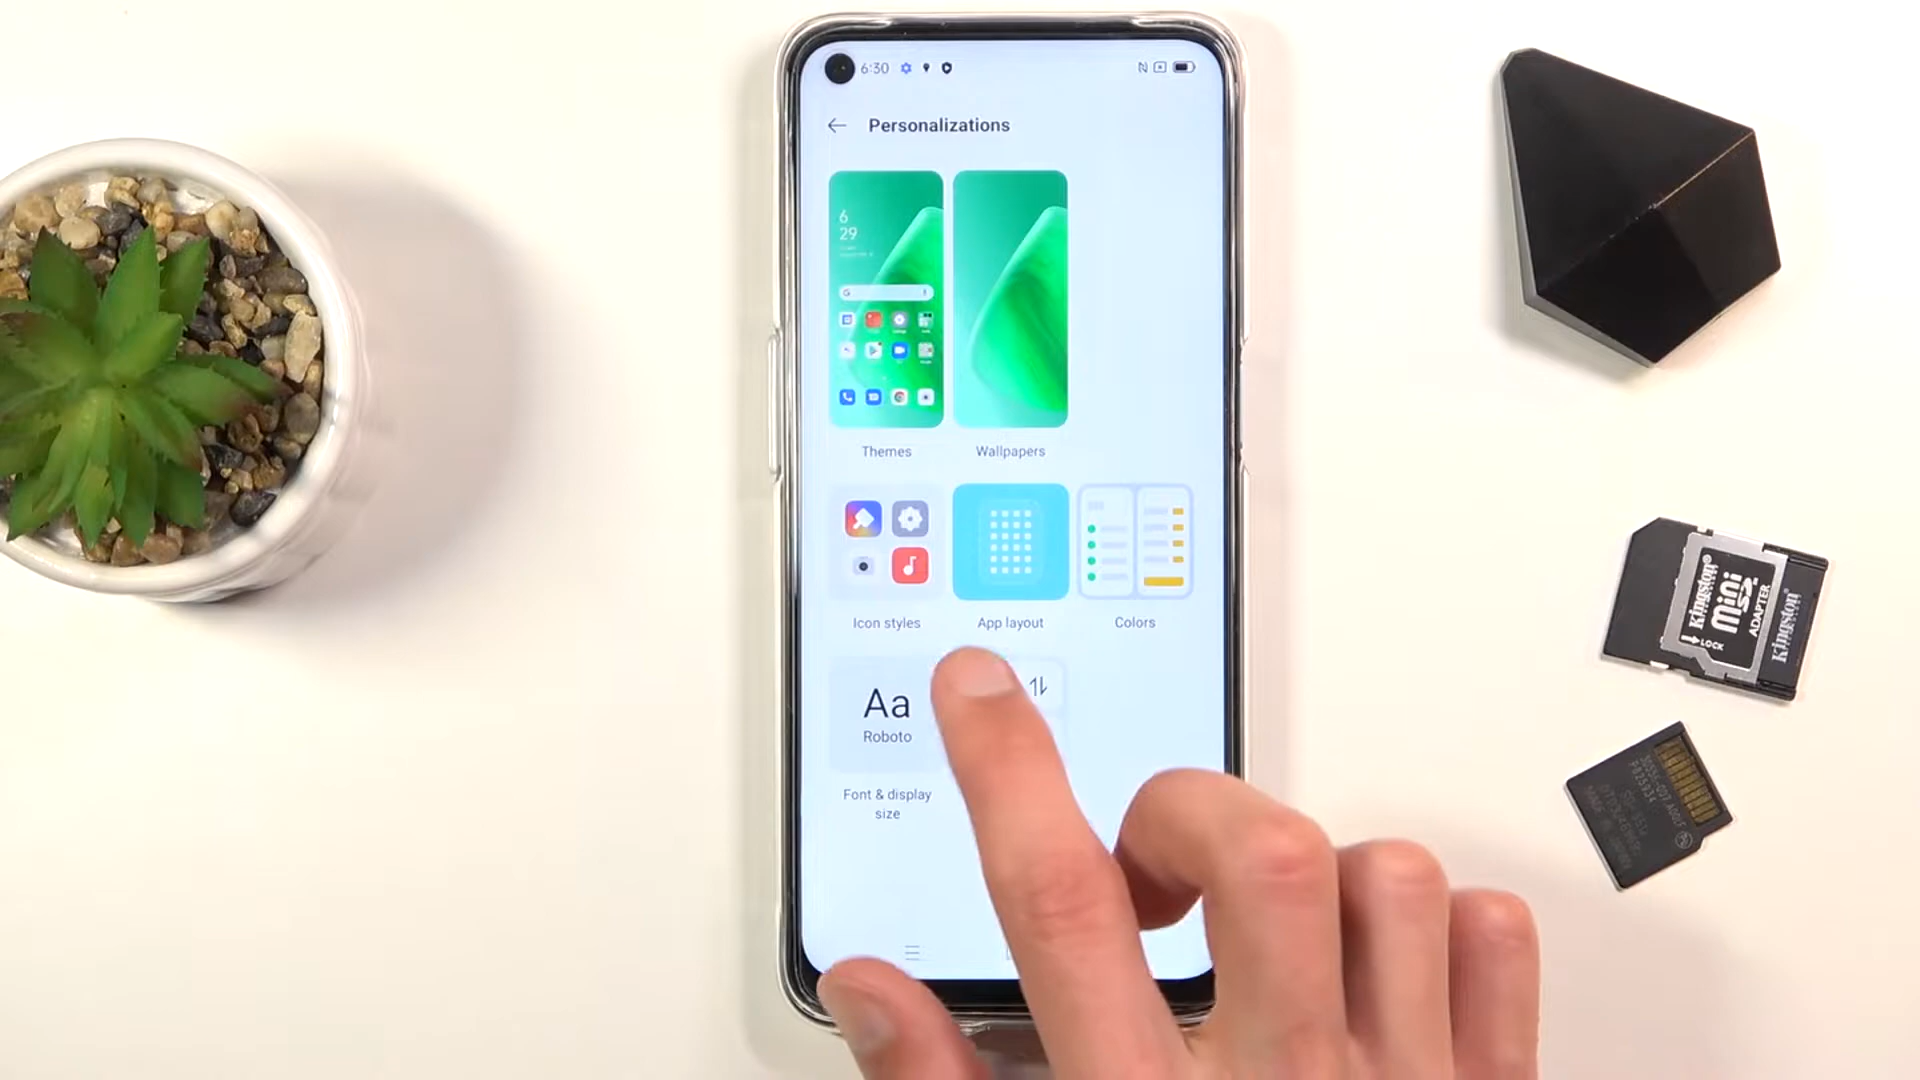 6:30
Personalizations
6
29
G
Themes
Wallpapers
Icon styles
App layout
Colors
Aa
Roboto
Font & display
size
Kingston
mini
SD
ADAPTER
LOCK
Kingston